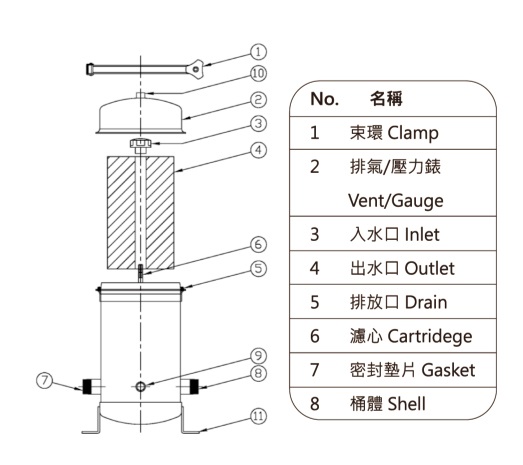 1
10
2
3
4
6
5
9
7
8
11
No. 名稱
1 束環 Clamp
2 排氣/壓力錶
Vent/Gauge
3 入水口 Inlet
4 出水口 Outlet
5 排放口 Drain
6 濾心 Cartridege
7 密封墊片 Gasket
8 桶體 Shell